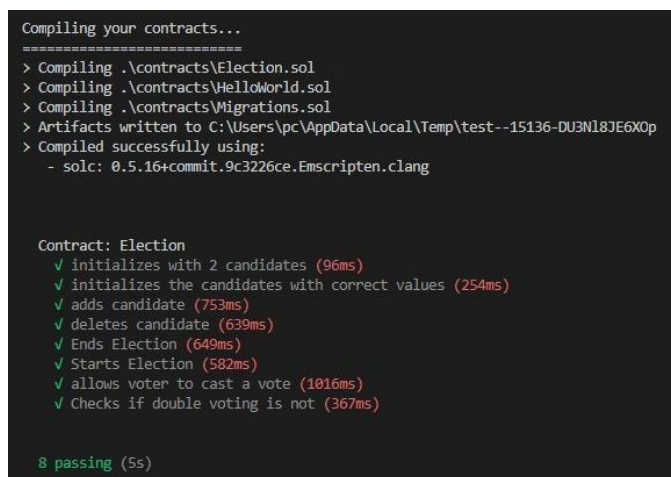 Compiling your contracts...
===========================
> Compiling .\contracts\Election.sol
> Compiling .\contracts\HelloWorld.sol
> Compiling .\contracts\Migrations.sol
> Artifacts written to C:\Users\pc\AppData\Local\Temp\test--15136-DU3Nl8JE6XOp
> Compiled successfully using:
- solc: 0.5.16+commit.9c3226ce.Emscripten.clang
Contract: Election
√ initializes with 2 candidates (96ms)
√ initializes the candidates with correct values (254ms)
√ adds candidate (753ms)
√ deletes candidate (639ms)
√ Ends Election (649ms)
√ Starts Election (582ms)
√ allows voter to cast a vote (1016ms)
√ Checks if double voting is not (367ms)
8 passing (5s)